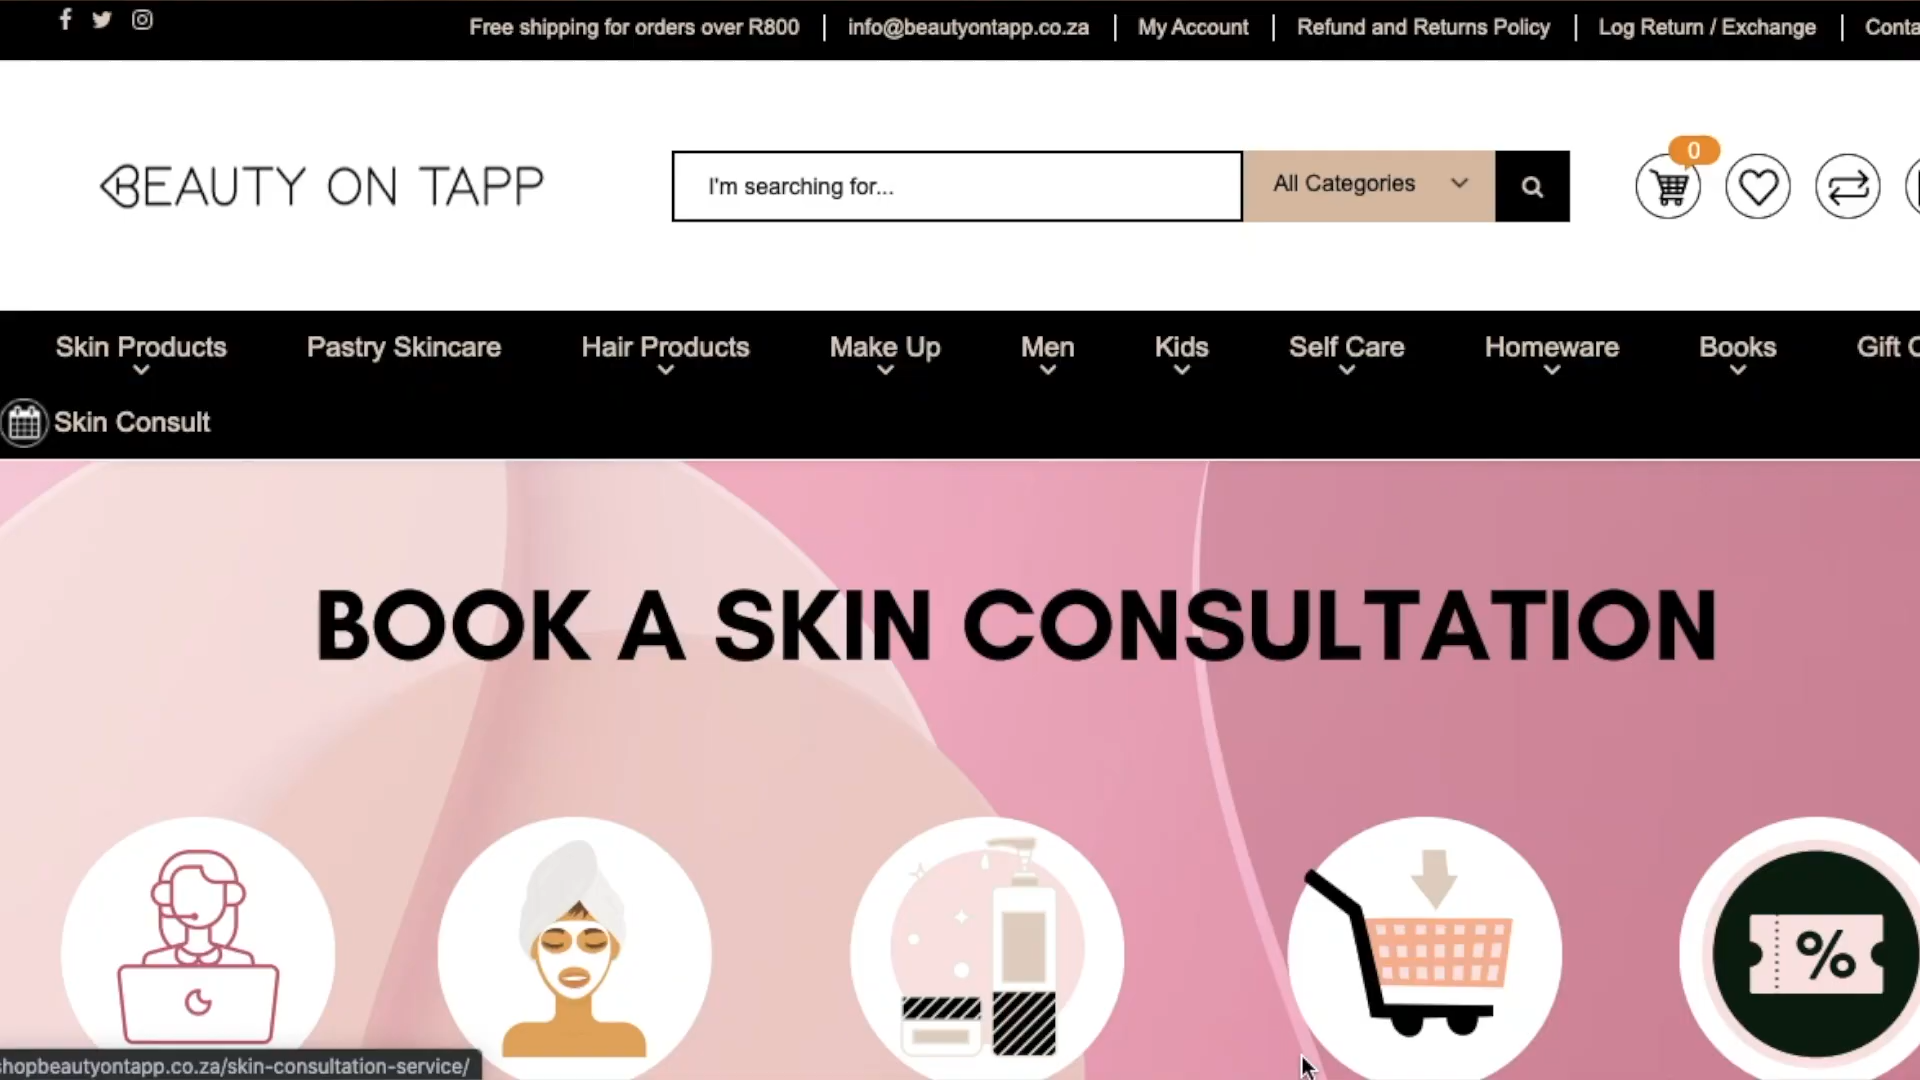 Free shipping for orders over R800 info@beautyontapp.co.za My Account Refund and Returns Policy Log Return / Exchange
BEAUTY ON TAPP
I'm searching for...
All Categories
0
Skin Products Pastry Skincare Hair Products Make Up Men Kids Self Care Homeware Books Gift
Skin Consult
BOOK A SKIN CONSULTATION
%
shopbeautyontapp.co.za/skin-consultation-service/